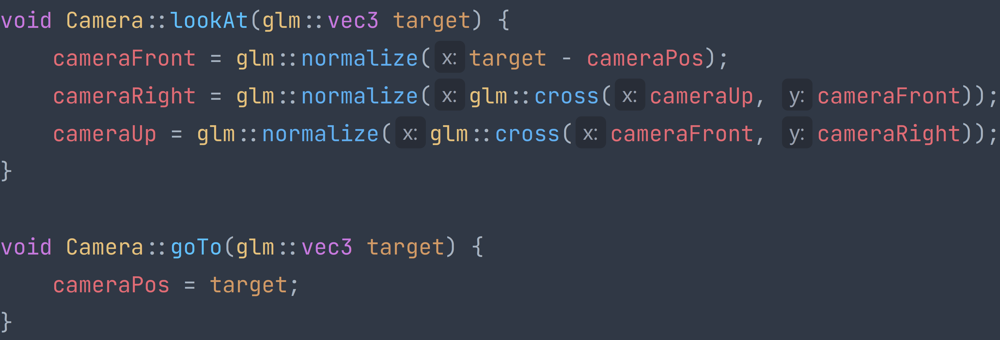 void Camera::lookAt(glm::vec3 target) {
cameraFront = glm::normalize( x: target - cameraPos);
cameraRight = glm::normalize( x: glm::cross( x: cameraUp, y: cameraFront));
cameraUp = glm::normalize( x: glm::cross( x: cameraFront, y: cameraRight));
}
void Camera::goTo(glm::vec3 target) {
cameraPos = target;
}